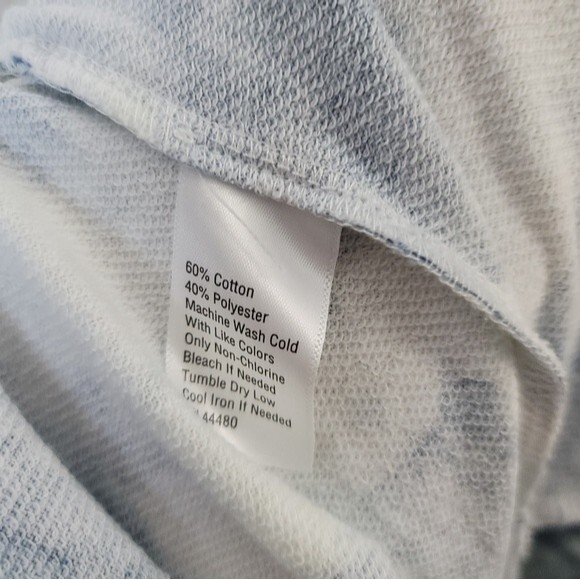 60% Cotton
40% Polyester
Machine Wash Cold
With Like Colors
Only Non-Chlorine
Bleach If Needed
Tumble Dry Low
Cool Iron If Needed
44480